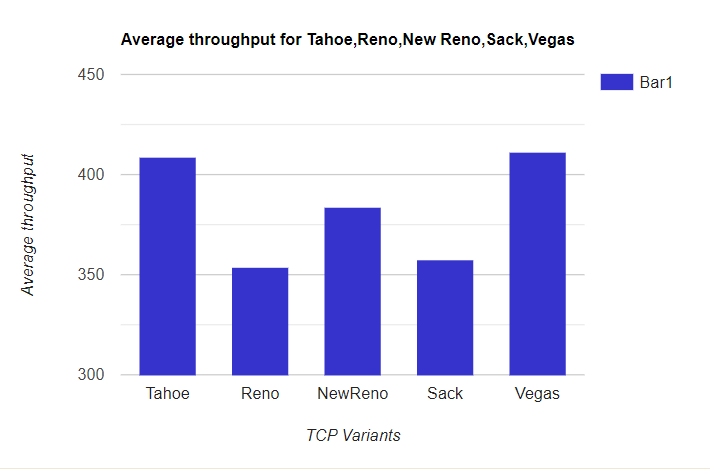 Average throughput for Tahoe,Reno,New Reno,Sack,Vegas
450
400
350
300
Average throughput
Bar1
Tahoe Reno NewReno Sack Vegas
TCP Variants